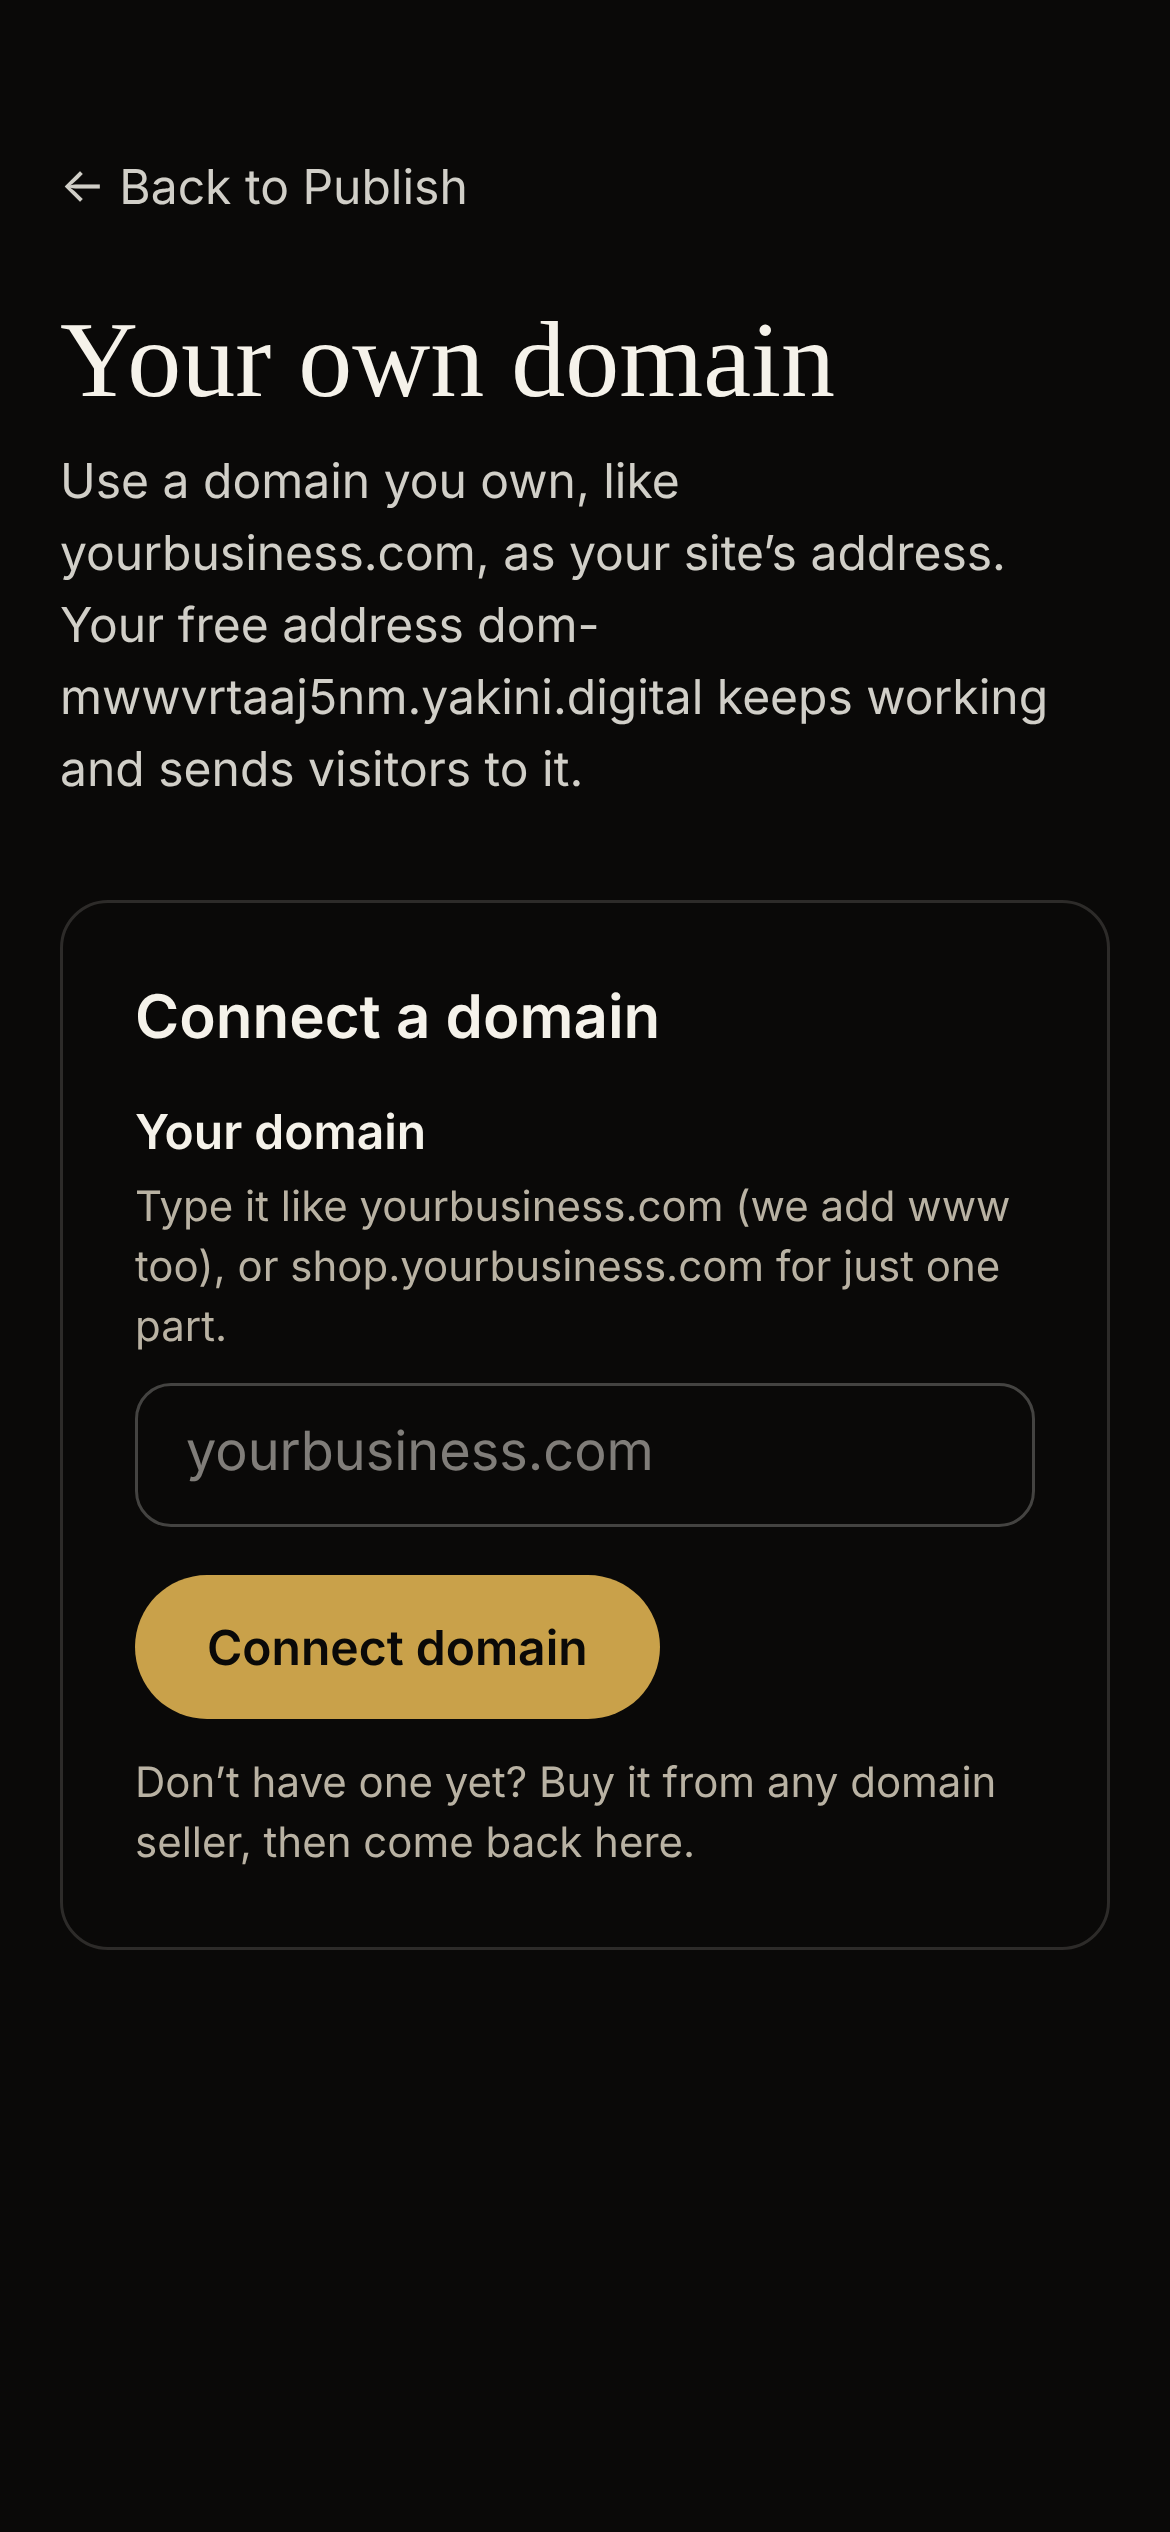 ← Back to Publish
Your own domain
Use a domain you own, like
yourbusiness.com, as your site’s address.
Your free address dom-
mwwvrtaaj5nm.yakini.digital keeps working
and sends visitors to it.
Connect a domain
Your domain
Type it like yourbusiness.com (we add www
too), or shop.yourbusiness.com for just one
part.
yourbusiness.com
Connect domain
Don’t have one yet? Buy it from any domain
seller, then come back here.